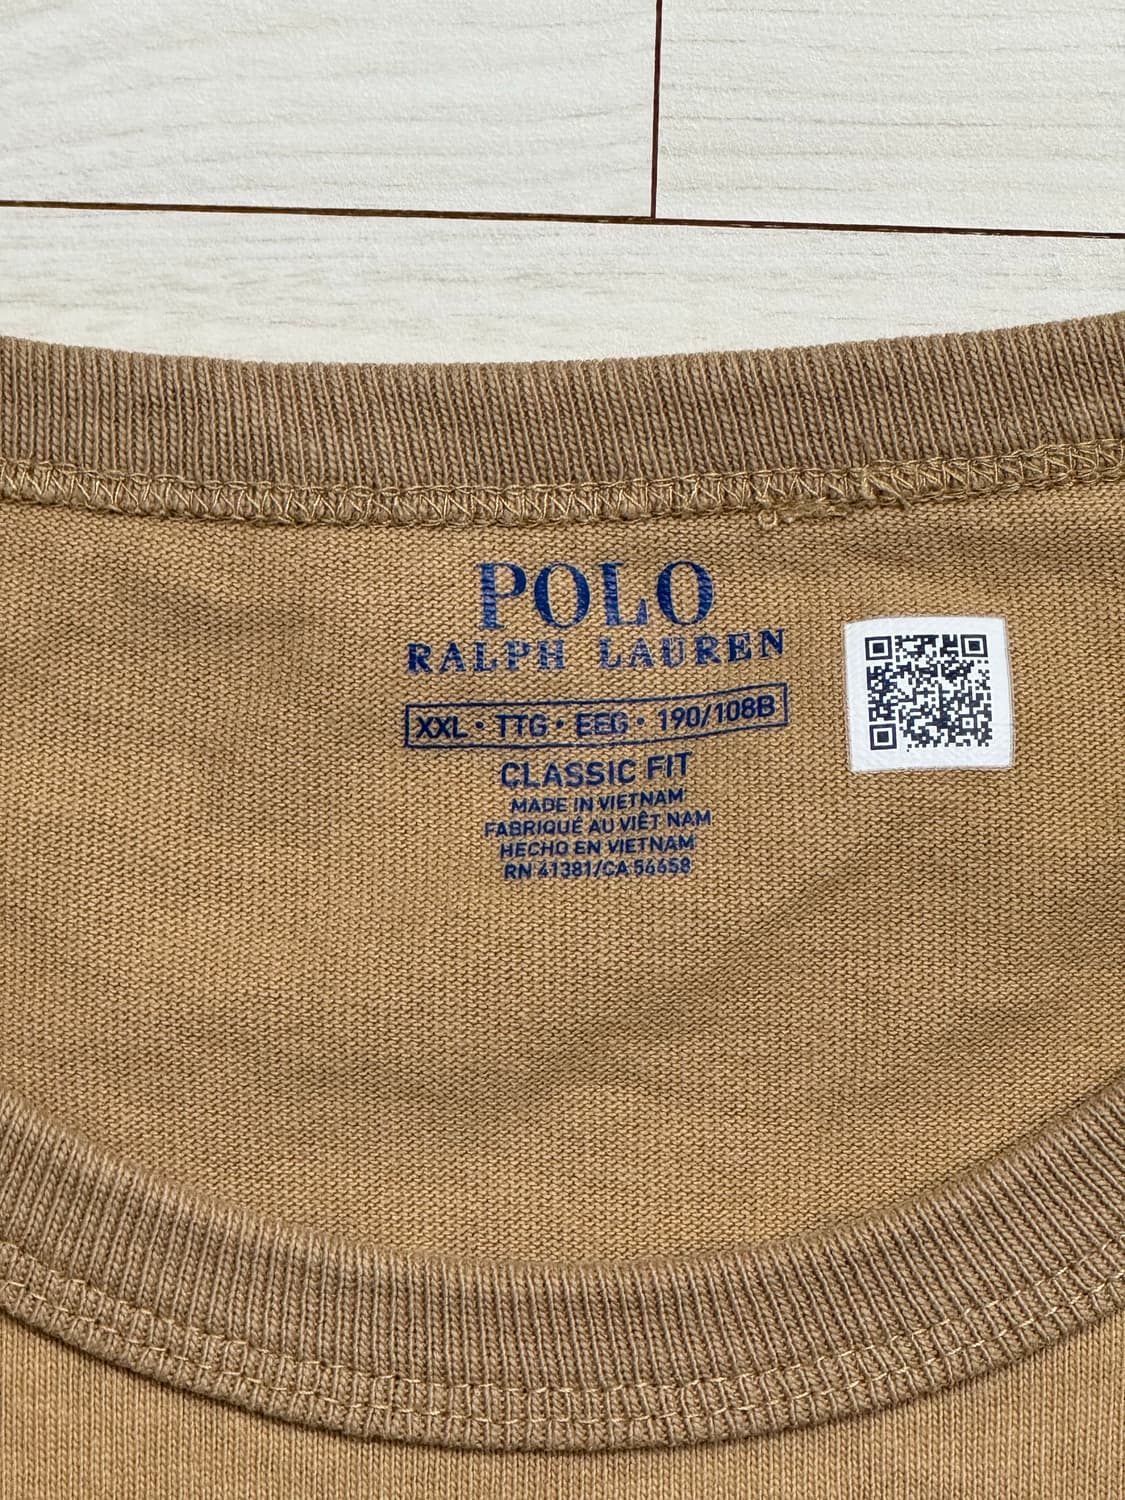 POLO
RALPH LAUREN
XXL • TTG • EEG • 190/108B
CLASSIC FIT
MADE IN VIETNAM
FABRIQUÉ AU VIÊT NAM
HECHO EN VIETNAM
RN 41381/CA 56658